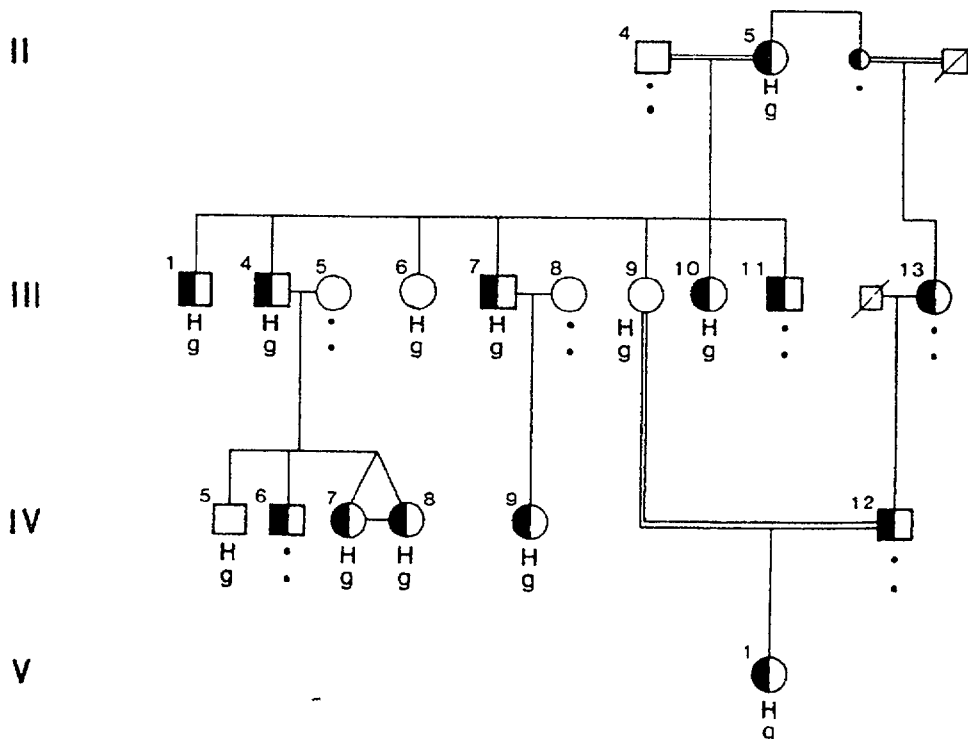 II
4 5
H
g
III
1 4 5 6 7 8 9 10 11 13
H H H H H H
g g g g g g
IV
5 6 7 8 9 12
H H H H
g g g g
V
1
H
g